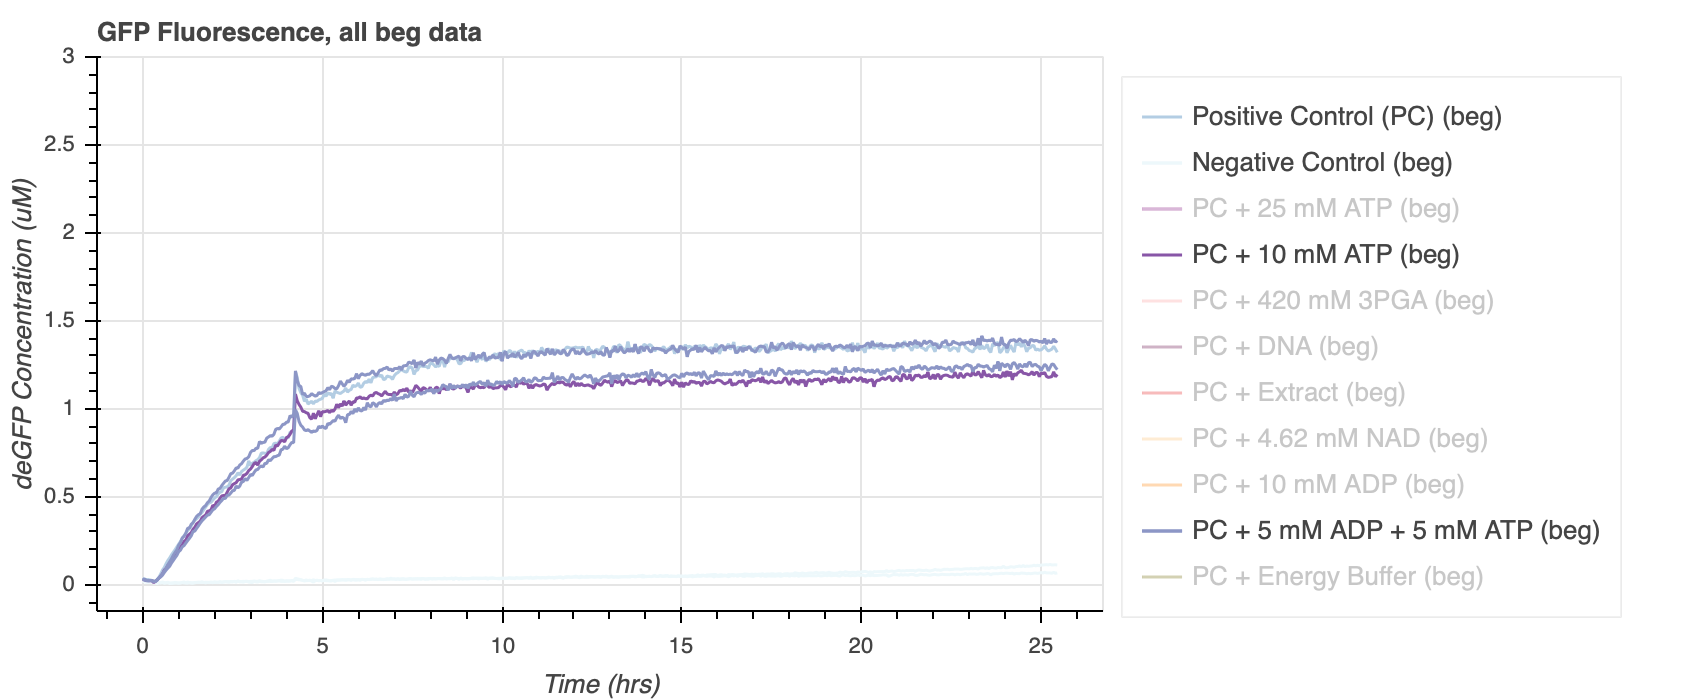 GFP Fluorescence, all beg data
3
2.5
2
1.5
1
0.5
0
deGFP Concentration (uM)
0 5 10 15 20 25
Time (hrs)
Positive Control (PC) (beg)
Negative Control (beg)
PC + 25 mM ATP (beg)
PC + 10 mM ATP (beg)
PC + 420 mM 3PGA (beg)
PC + DNA (beg)
PC + Extract (beg)
PC + 4.62 mM NAD (beg)
PC + 10 mM ADP (beg)
PC + 5 mM ADP + 5 mM ATP (beg)
PC + Energy Buffer (beg)